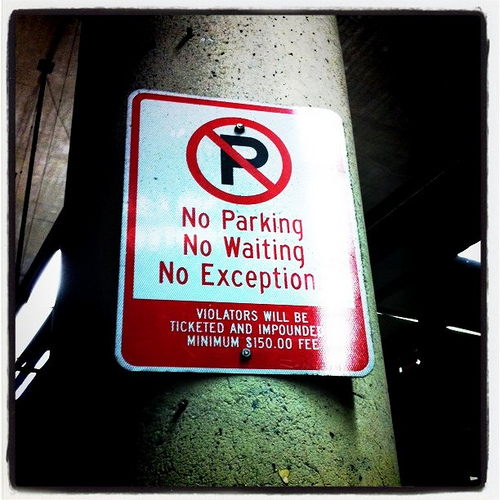 P
No Parking
No Waiting
No Exception
VIOLATORS WILL BE
TICKETED AND IMPOUNDED
MINIMUM $150.00 FEE